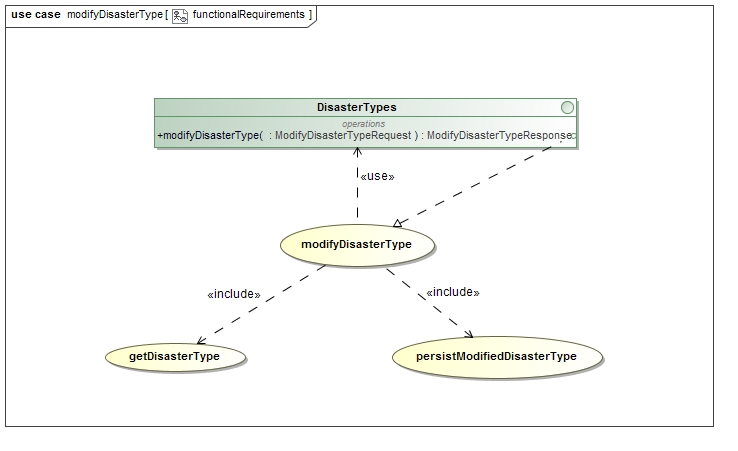 use case modifyDisasterType [ functionalRequirements ]
DisasterTypes
operations
+modifyDisasterType( : ModifyDisasterTypeRequest ) : ModifyDisasterTypeResponse
«use»
modifyDisasterType
«include»
«include»
getDisasterType
persistModifiedDisasterType